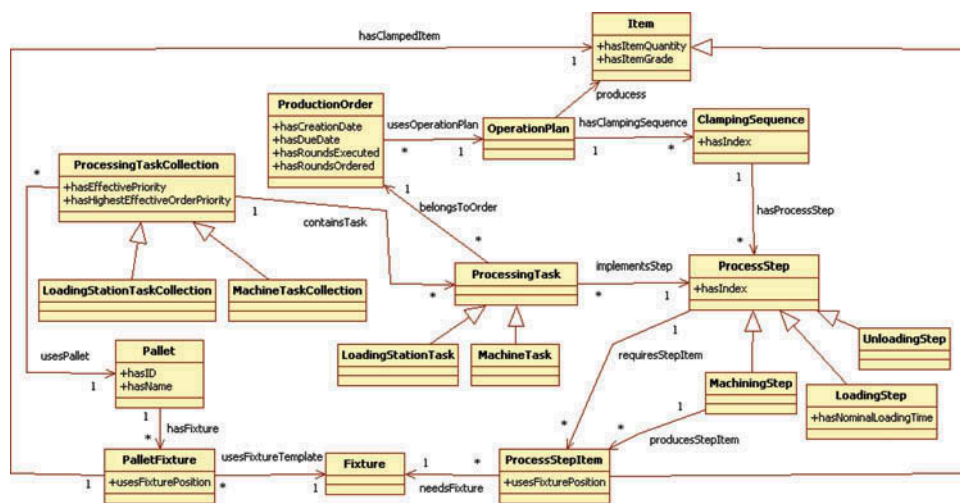 hasClampedItem
Item
+hasItemQuantity
+hasItemGrade
1
producess
ProductionOrder
+hasCreationDate
+hasDueDate
+hasRoundsExecuted
+hasRoundsOrdered
usesOperationPlan
*
1
OperationPlan
hasClampingSequence
1
*
ClampingSequence
+hasIndex
1
hasProcessStep
*
ProcessingTaskCollection
+hasEffectivePriority
+hasHighestEffectiveOrderPriority
*
1
containsTask
*
1
belongsToOrder
*
LoadingStationTaskCollection
MachineTaskCollection
ProcessingTask
implementsStep
*
1
ProcessStep
+hasIndex
1
LoadingStationTask
MachineTask
requiresStepItem
*
UnloadingStep
MachiningStep
1
LoadingStep
+hasNominalLoadingTime
producesStepItem
*
usesPallet
1
Pallet
+hasID
+hasName
1
hasFixture
*
PalletFixture
+usesFixturePosition
1
usesFixtureTemplate
*
1
Fixture
1
*
needsFixture
ProcessStepItem
+usesFixturePosition